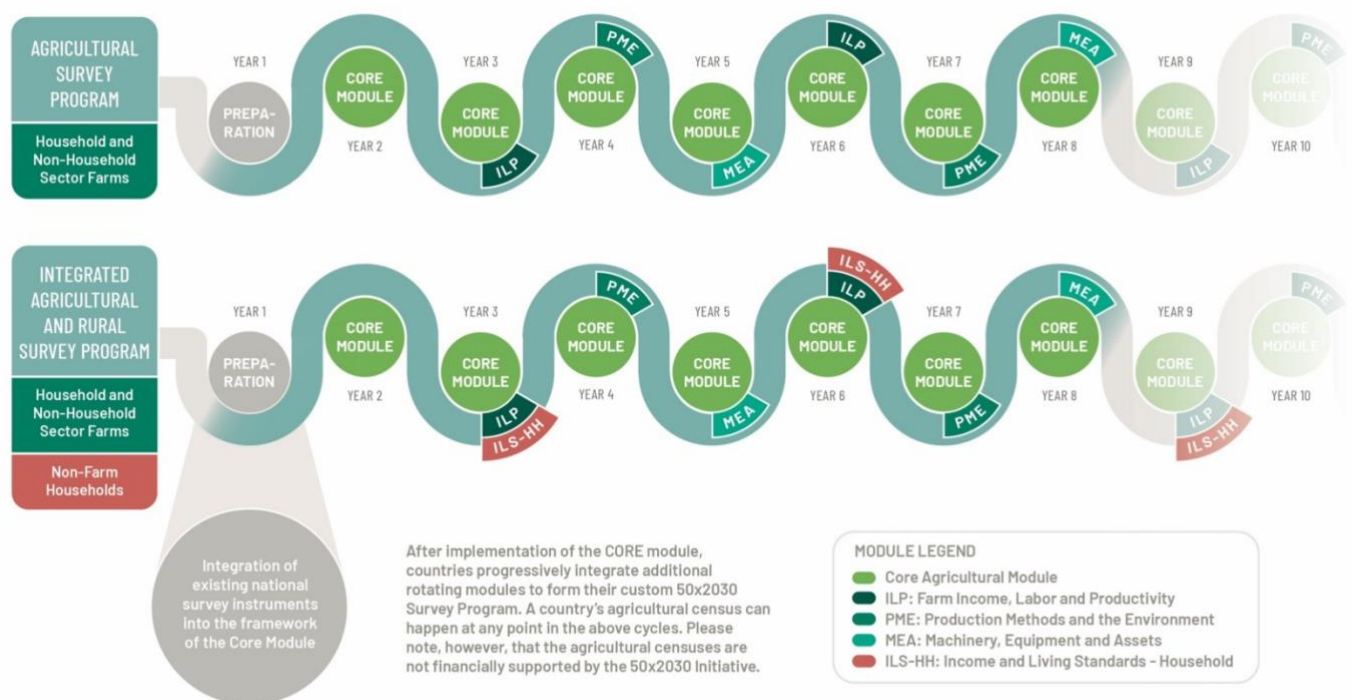 AGRICULTURAL
SURVEY
PROGRAM
Household and
Non-Household
Sector Farms
YEAR 1
PREPA-
RATION
CORE
MODULE
YEAR 2
YEAR 3
CORE
MODULE
ILP
PME
CORE
MODULE
YEAR 4
YEAR 5
CORE
MODULE
MEA
ILP
CORE
MODULE
YEAR 6
YEAR 7
CORE
MODULE
PME
MEA
CORE
MODULE
YEAR 8
YEAR 9
CORE
MODULE
ILP
PME
CORE
MODULE
YEAR 10
INTEGRATED
AGRICULTURAL
AND RURAL
SURVEY PROGRAM
Household and
Non-Household
Sector Farms
Non-Farm
Households
YEAR 1
PREPA-
RATION
CORE
MODULE
YEAR 2
YEAR 3
CORE
MODULE
ILP
ILS-HH
PME
CORE
MODULE
YEAR 4
YEAR 5
CORE
MODULE
MEA
ILS-HH
ILP
CORE
MODULE
YEAR 6
YEAR 7
CORE
MODULE
PME
MEA
CORE
MODULE
YEAR 8
YEAR 9
CORE
MODULE
ILP
ILS-HH
PME
CORE
MODULE
YEAR 10
Integration of
existing national
survey instruments
into the framework
of the Core Module
After implementation of the CORE module,
countries progressively integrate additional
rotating modules to form their custom 50x2030
Survey Program. A country's agricultural census can
happen at any point in the above cycles. Please
note, however, that the agricultural censuses are
not financially supported by the 50x2030 Initiative.
MODULE LEGEND
Core Agricultural Module
ILP: Farm Income, Labor and Productivity
PME: Production Methods and the Environment
MEA: Machinery, Equipment and Assets
ILS-HH: Income and Living Standards - Household